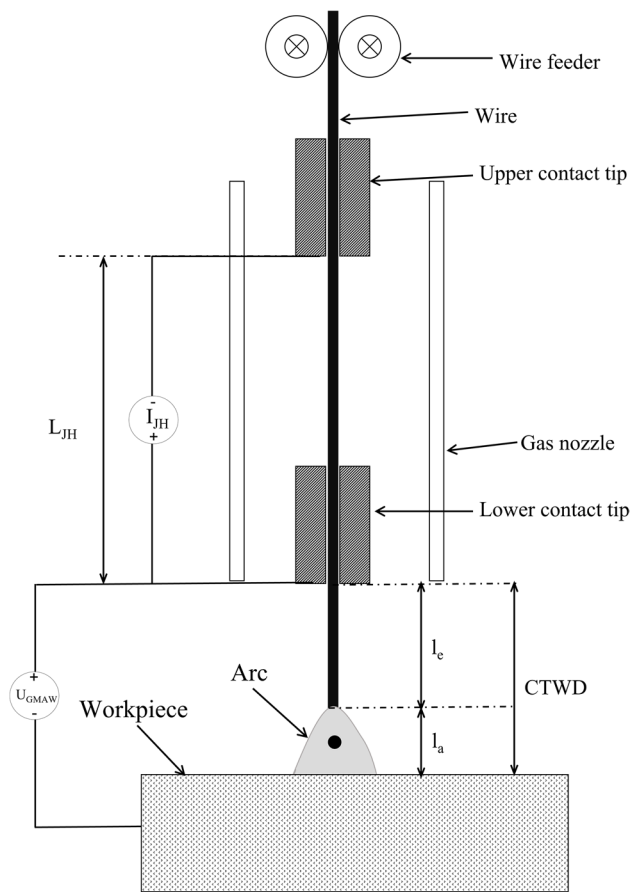 Wire feeder
Wire
Upper contact tip
-
I_JH
+
L_JH
Gas nozzle
Lower contact tip
l_e
+
U_GMAW
-
Arc
CTWD
Workpiece
l_a